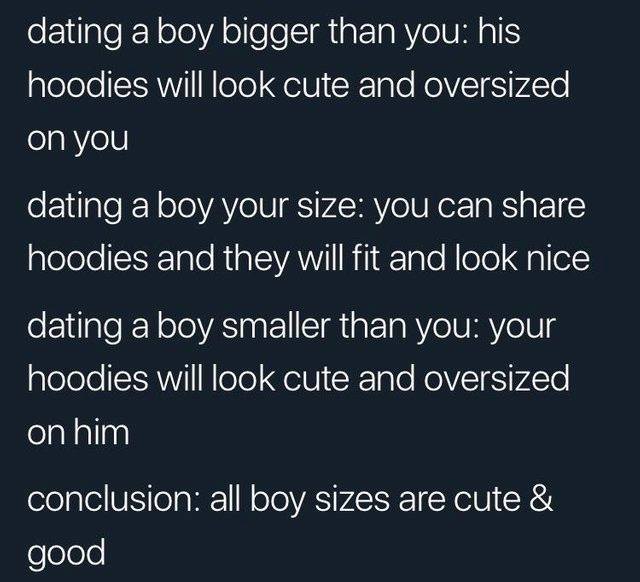 dating a boy bigger than you: his
hoodies will look cute and oversized
on you
dating a boy your size: you can share
hoodies and they will fit and look nice
dating a boy smaller than you: your
hoodies will look cute and oversized
on him
conclusion: all boy sizes are cute &
good